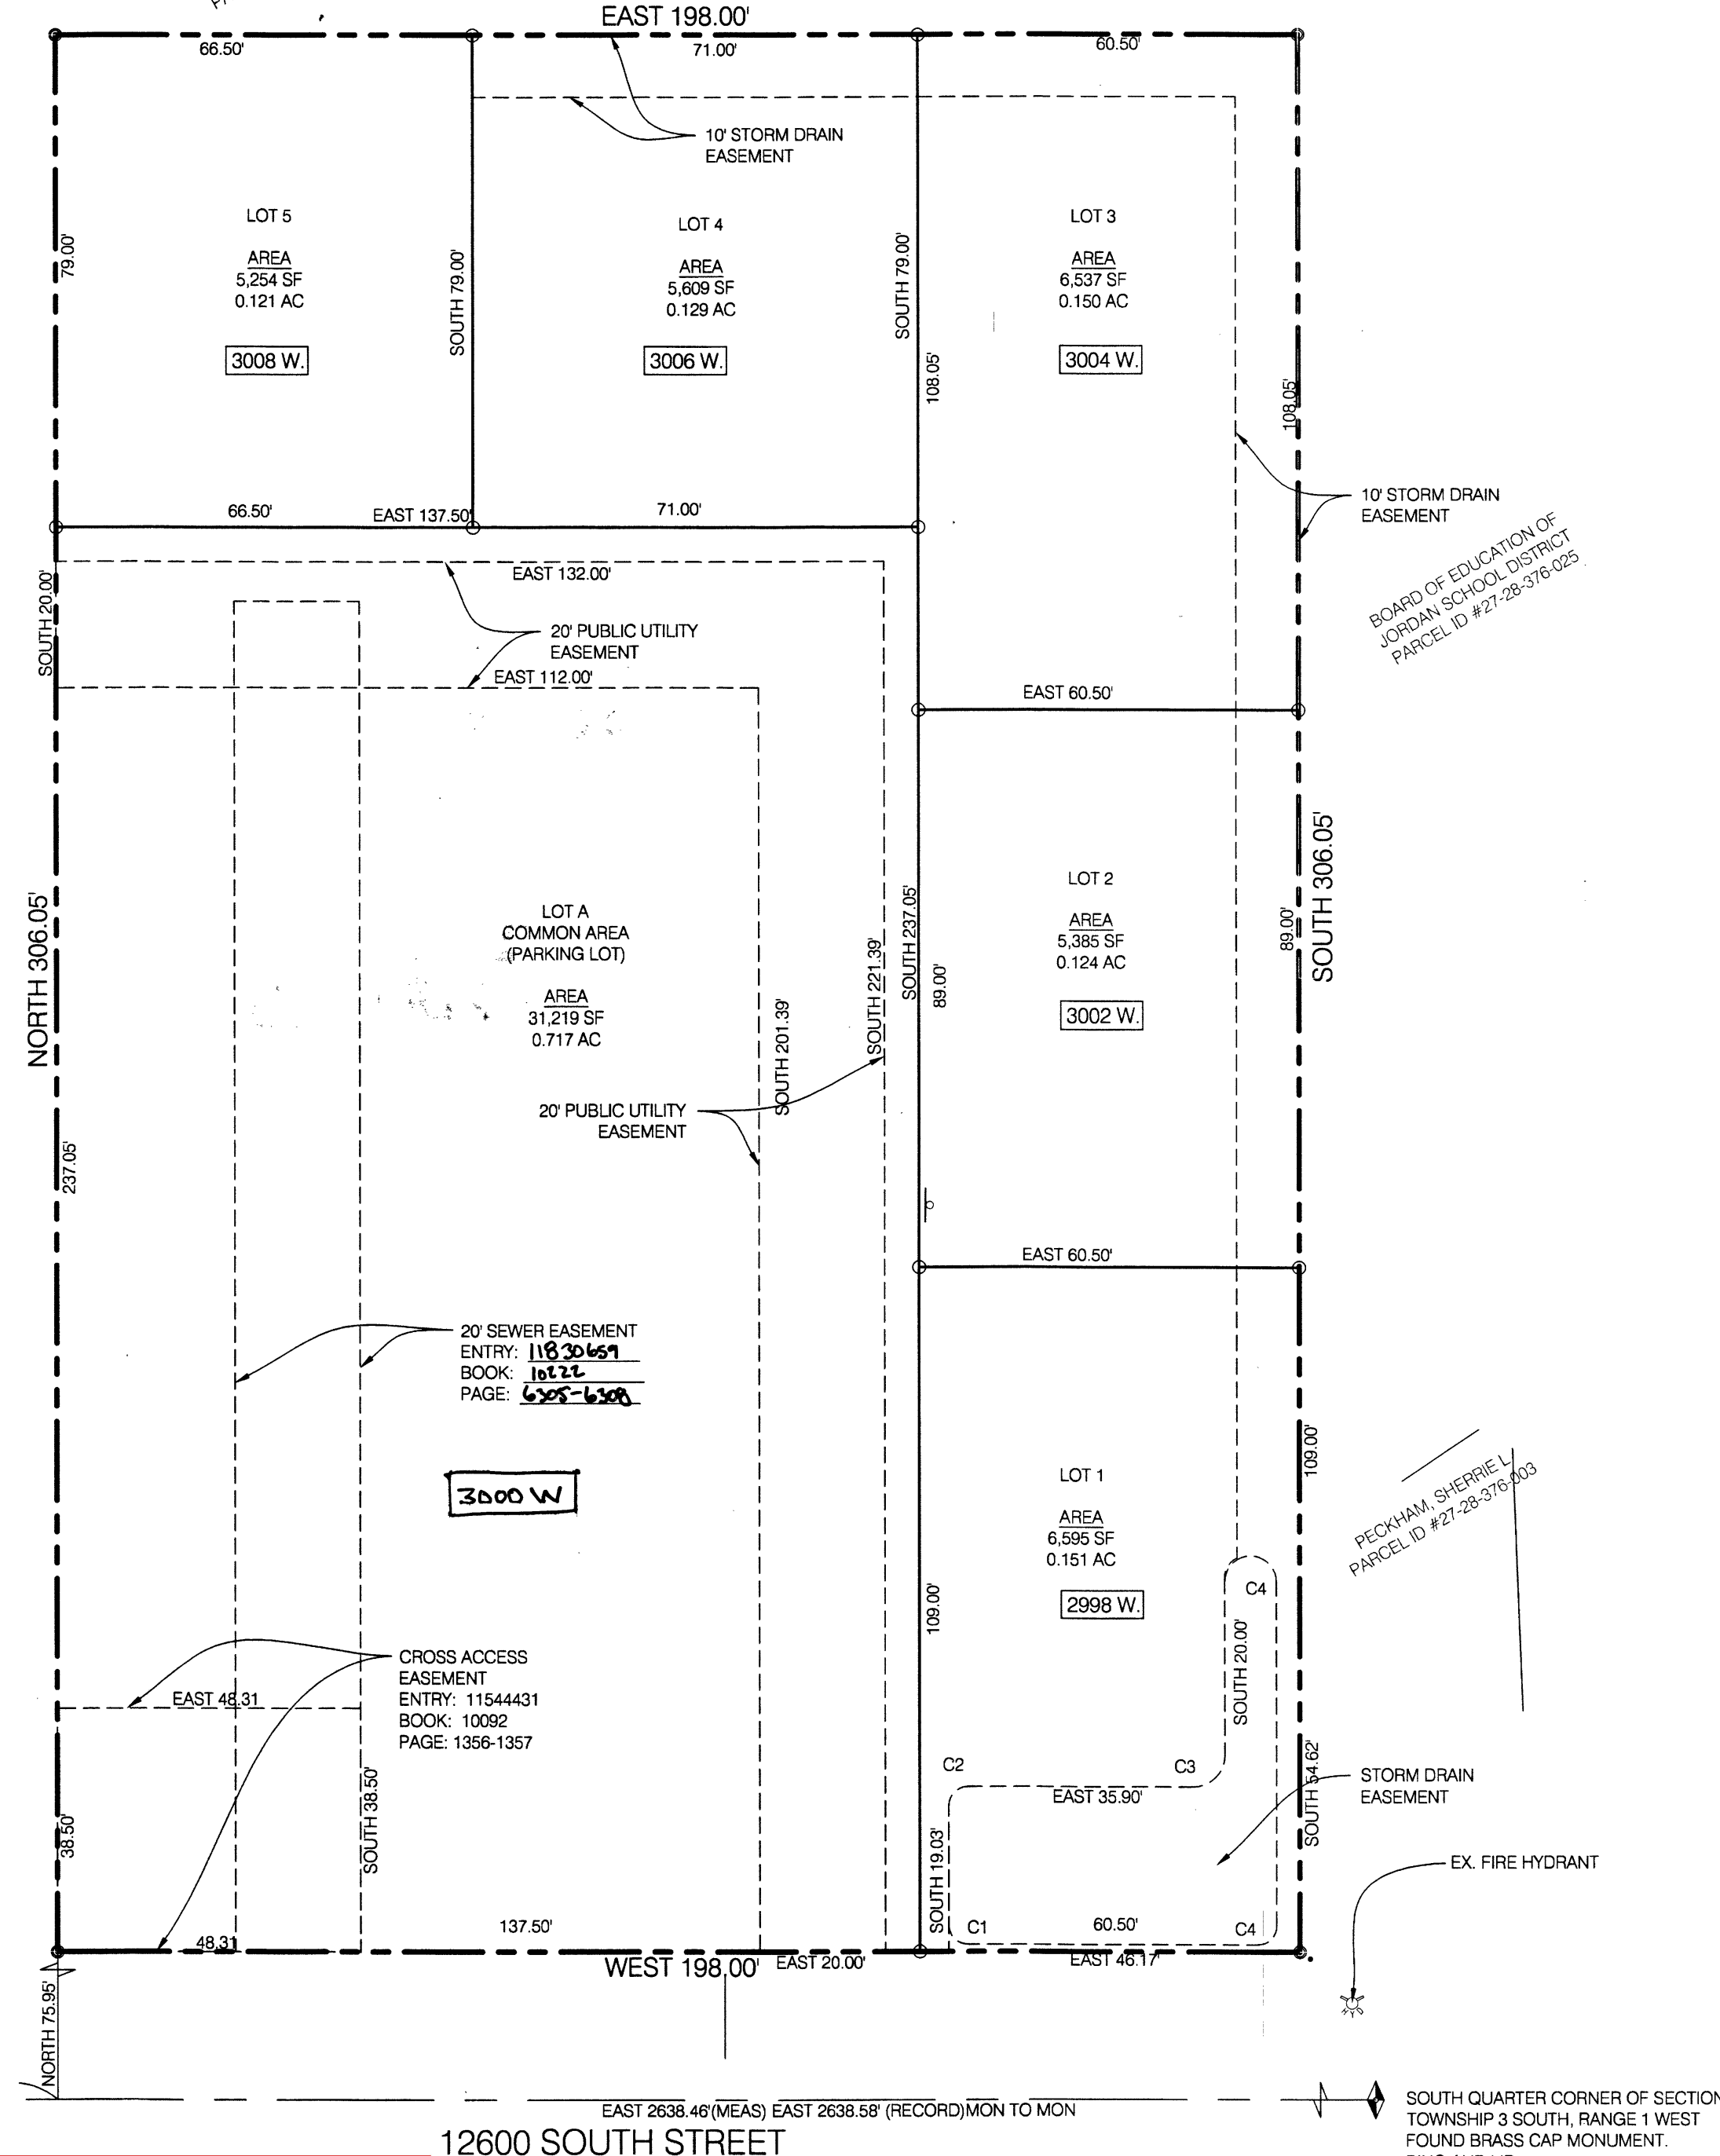 EAST 198.00'
66.50'
71.00'
60.50'
10' STORM DRAIN
EASEMENT
LOT 5
AREA
5,254 SF
0.121 AC
3008 W.
79.00'
SOUTH 79.00'
LOT 4
AREA
5,609 SF
0.129 AC
3006 W.
SOUTH 79.00'
108.05'
LOT 3
AREA
6,537 SF
0.150 AC
3004 W.
108.05'
10' STORM DRAIN
EASEMENT
BOARD OF EDUCATION OF
JORDAN SCHOOL DISTRICT
PARCEL ID #27-28-376-025
66.50'
EAST 137.50'
71.00'
SOUTH 20.00'
EAST 132.00'
20' PUBLIC UTILITY
EASEMENT
EAST 112.00'
EAST 60.50'
NORTH 306.05'
237.05'
LOT A
COMMON AREA
(PARKING LOT)
AREA
31,219 SF
0.717 AC
SOUTH 201.39'
SOUTH 221.39'
SOUTH 237.05'
89.00'
20' PUBLIC UTILITY
EASEMENT
LOT 2
AREA
5,385 SF
0.124 AC
3002 W.
89.00'
SOUTH 306.05'
EAST 60.50'
20' SEWER EASEMENT
ENTRY: 11830659
BOOK: 10222
PAGE: 6305-6308
3000 W
LOT 1
AREA
6,595 SF
0.151 AC
2998 W.
109.00'
109.00'
PECKHAM, SHERRIE L
PARCEL ID #27-28-376-003
CROSS ACCESS
EASEMENT
ENTRY: 11544431
BOOK: 10092
PAGE: 1356-1357
EAST 48.31
38.50'
SOUTH 38.50'
C4
SOUTH 20.00'
C2
C3
EAST 35.90'
SOUTH 54.62'
STORM DRAIN
EASEMENT
SOUTH 19.03'
EX. FIRE HYDRANT
C1
60.50'
C4
48.31
137.50'
WEST 198.00'
EAST 20.00'
EAST 46.17'
HYD
NORTH 75.95'
EAST 2638.46'(MEAS) EAST 2638.58' (RECORD)MON TO MON
12600 SOUTH STREET
SOUTH QUARTER CORNER OF SECTION
TOWNSHIP 3 SOUTH, RANGE 1 WEST
FOUND BRASS CAP MONUMENT.